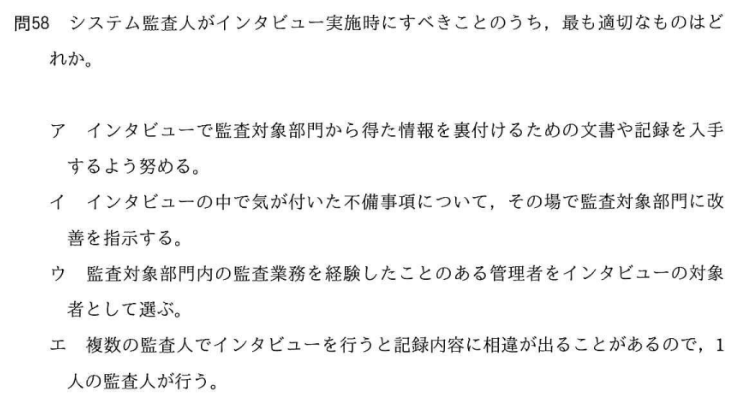 問58 システム監査人がインタビュー実施時にすべきことのうち，最も適切なものはど
れか。
ア インタビューで監査対象部門から得た情報を裏付けるための文書や記録を入手
するよう努める。
イ インタビューの中で気が付いた不備事項について，その場で監査対象部門に改
善を指示する。
ウ 監査対象部門内の監査業務を経験したことのある管理者をインタビューの対象
者として選ぶ。
エ 複数の監査人でインタビューを行うと記録内容に相違が出ることがあるので，1
人の監査人が行う。